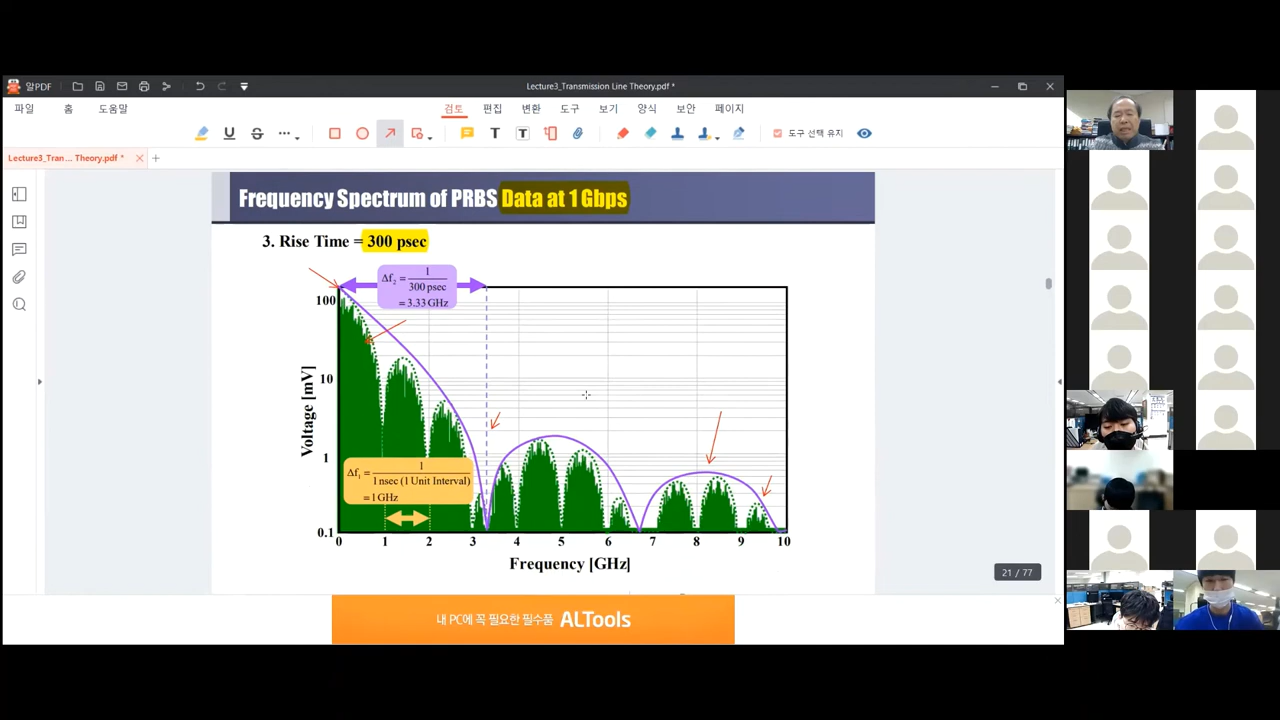 알PDF
Lecture3_Transmission Line Theory.pdf *
파일 홈 도움말 검토 편집 변환 도구 보기 양식 보안 페이지
도구 선택 유지
Lecture3_Tran... Theory.pdf *
Frequency Spectrum of PRBS Data at 1 Gbps
3. Rise Time = 300 psec
Δf₂ = 1 / 300 psec
= 3.33 GHz
Δf₁ = 1 / 1 nsec (1 Unit Interval)
= 1 GHz
Voltage [mV]
100
10
1
0.1
0 1 2 3 4 5 6 7 8 9 10
Frequency [GHz]
21 / 77
내 PC에 꼭 필요한 필수품 ALTools